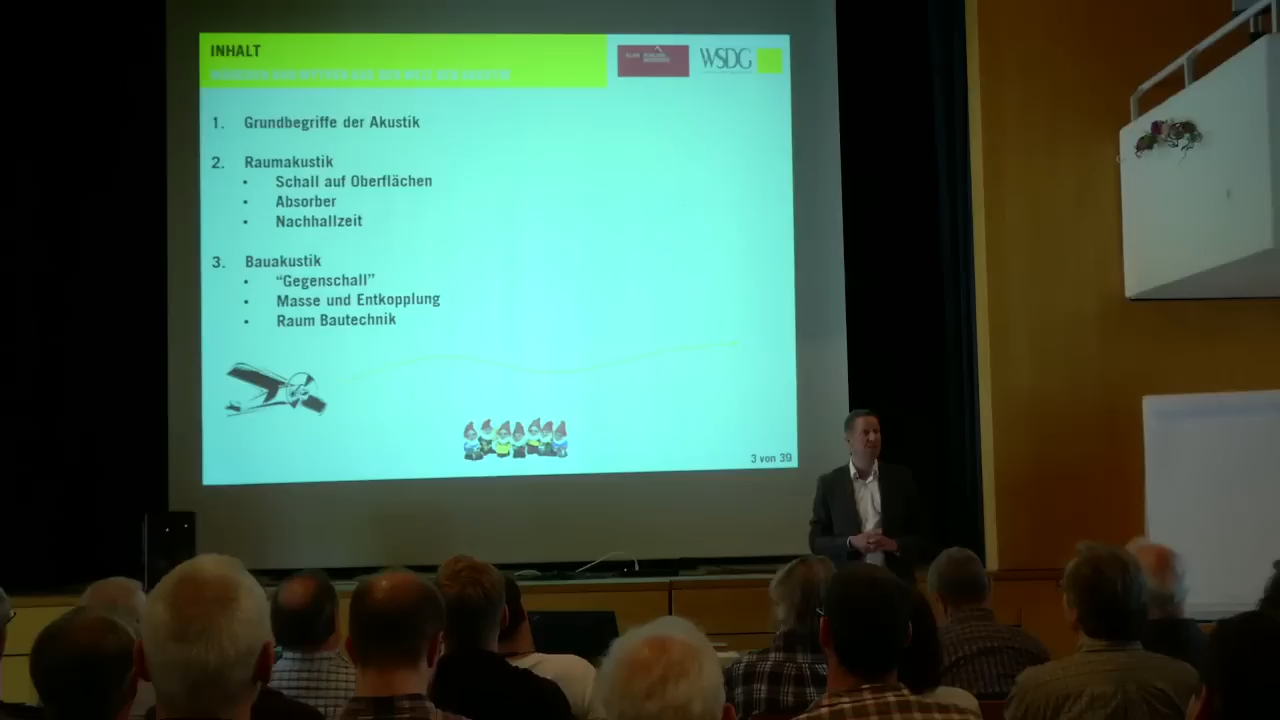 INHALT
WSDG
1. Grundbegriffe der Akustik
2. Raumakustik
• Schall auf Oberflächen
• Absorber
• Nachhallzeit
3. Bauakustik
• “Gegenschall”
• Masse und Entkopplung
• Raum Bautechnik
3 von 39